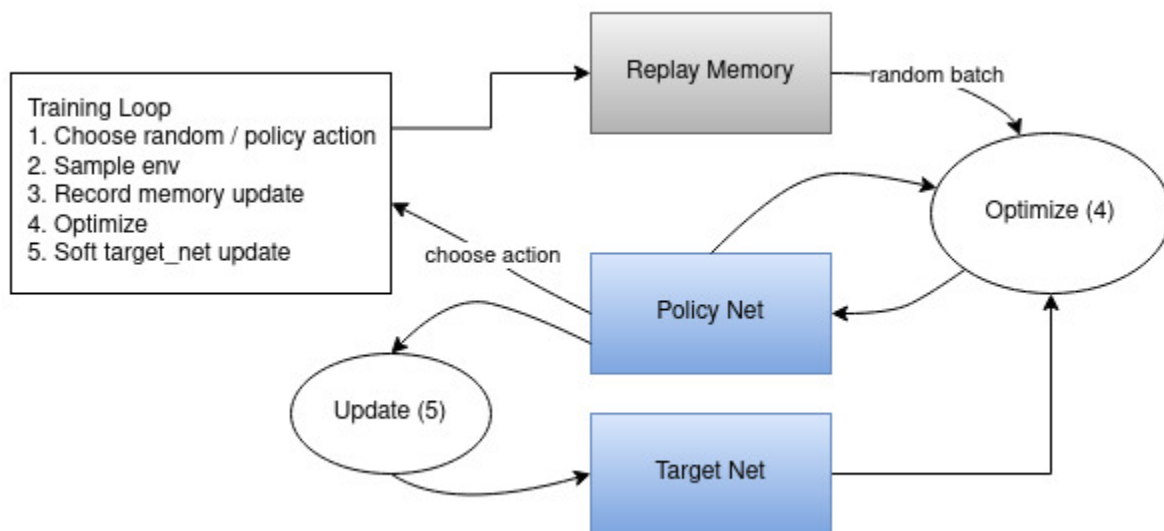 Replay Memory
random batch
Training Loop
1. Choose random / policy action
2. Sample env
3. Record memory update
4. Optimize
5. Soft target_net update
Optimize (4)
choose action
Policy Net
Update (5)
Target Net